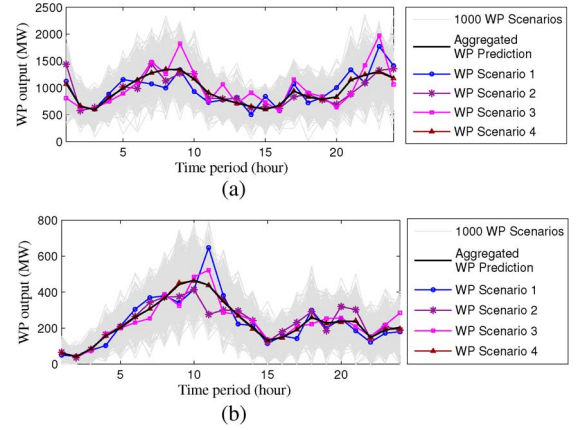 (a)
2500
2000
1500
1000
500
0
WP output (MW)
5
10
15
20
Time period (hour)
1000 WP Scenarios
Aggregated
WP Prediction
WP Scenario 1
WP Scenario 2
WP Scenario 3
WP Scenario 4
(a)
800
600
400
200
0
WP output (MW)
5
10
15
20
Time period (hour)
1000 WP Scenarios
Aggregated
WP Prediction
WP Scenario 1
WP Scenario 2
WP Scenario 3
WP Scenario 4
(b)